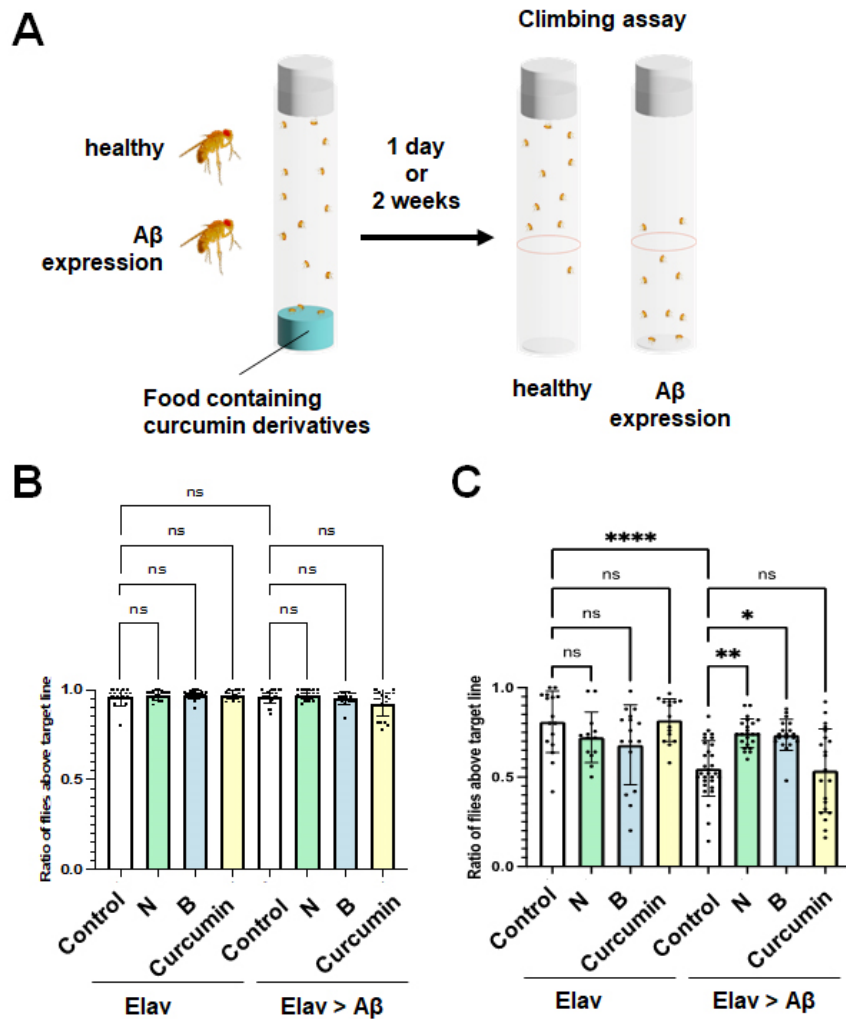 A
Climbing assay
healthy
Aβ
expression
1 day
or
2 weeks
Food containing
curcumin derivatives
healthy
Aβ
expression
B
ns
ns
ns
ns
ns
ns
ns
Ratio of flies above target line
1.0
0.5
0.0
Control
N
B
Curcumin
Control
N
B
Curcumin
Elav
Elav > Aβ
C
****
ns
ns
ns
ns
*
**
Ratio of flies above target line
1.0
0.5
0.0
Control
N
B
Curcumin
Control
N
B
Curcumin
Elav
Elav > Aβ